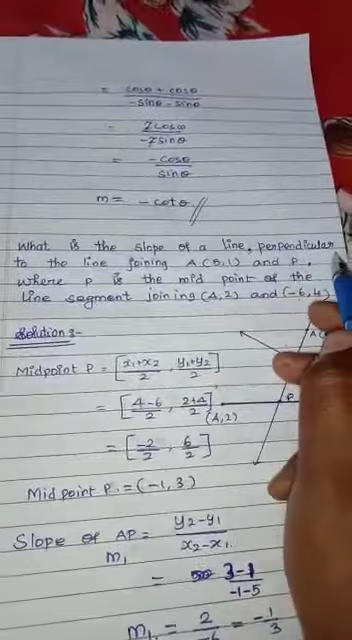 = cosθ + cosθ / -sinθ - sinθ
= 2cosθ / -2sinθ
= -cosθ / sinθ
m = -cotθ //
What is the slope of a line, perpendicular
to the line joining A(5,1) and P.
Where P is the mid point of the
line segment joining (4,2) and (-6,4)
Solution :-
A(
Midpoint P = [x1+x2 / 2 , y1+y2 / 2]
= [4-6 / 2 , 2+4 / 2]
P
(4,2)
= [-2 / 2 , 6 / 2]
Mid point P = (-1,3)
Slope of AP = y2-y1 / x2-x1
m1
= 3-1 / -1-5
m1 = 2 / -6 = -1 / 3